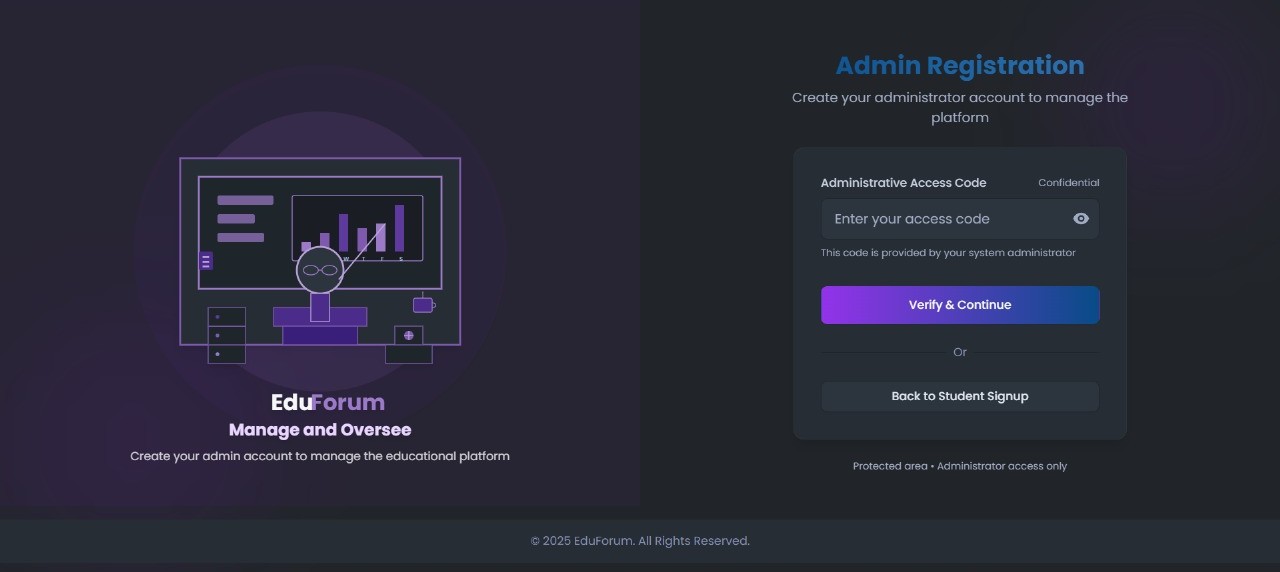 W T F S
EduForum
Manage and Oversee
Create your admin account to manage the educational platform
Admin Registration
Create your administrator account to manage the
platform
Administrative Access Code Confidential
Enter your access code
This code is provided by your system administrator
Verify & Continue
Or
Back to Student Signup
Protected area • Administrator access only
© 2025 EduForum. All Rights Reserved.